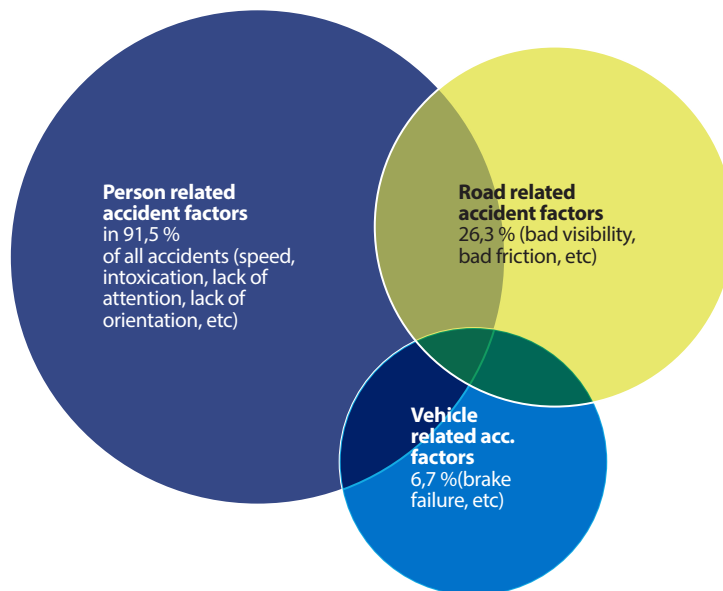 Person related
accident factors
in 91,5 %
of all accidents (speed,
intoxication, lack of
attention, lack of
orientation, etc)
Road related
accident factors
26,3 % (bad visibility,
bad friction, etc)
Vehicle
related acc.
factors
6,7 %(brake
failure, etc)